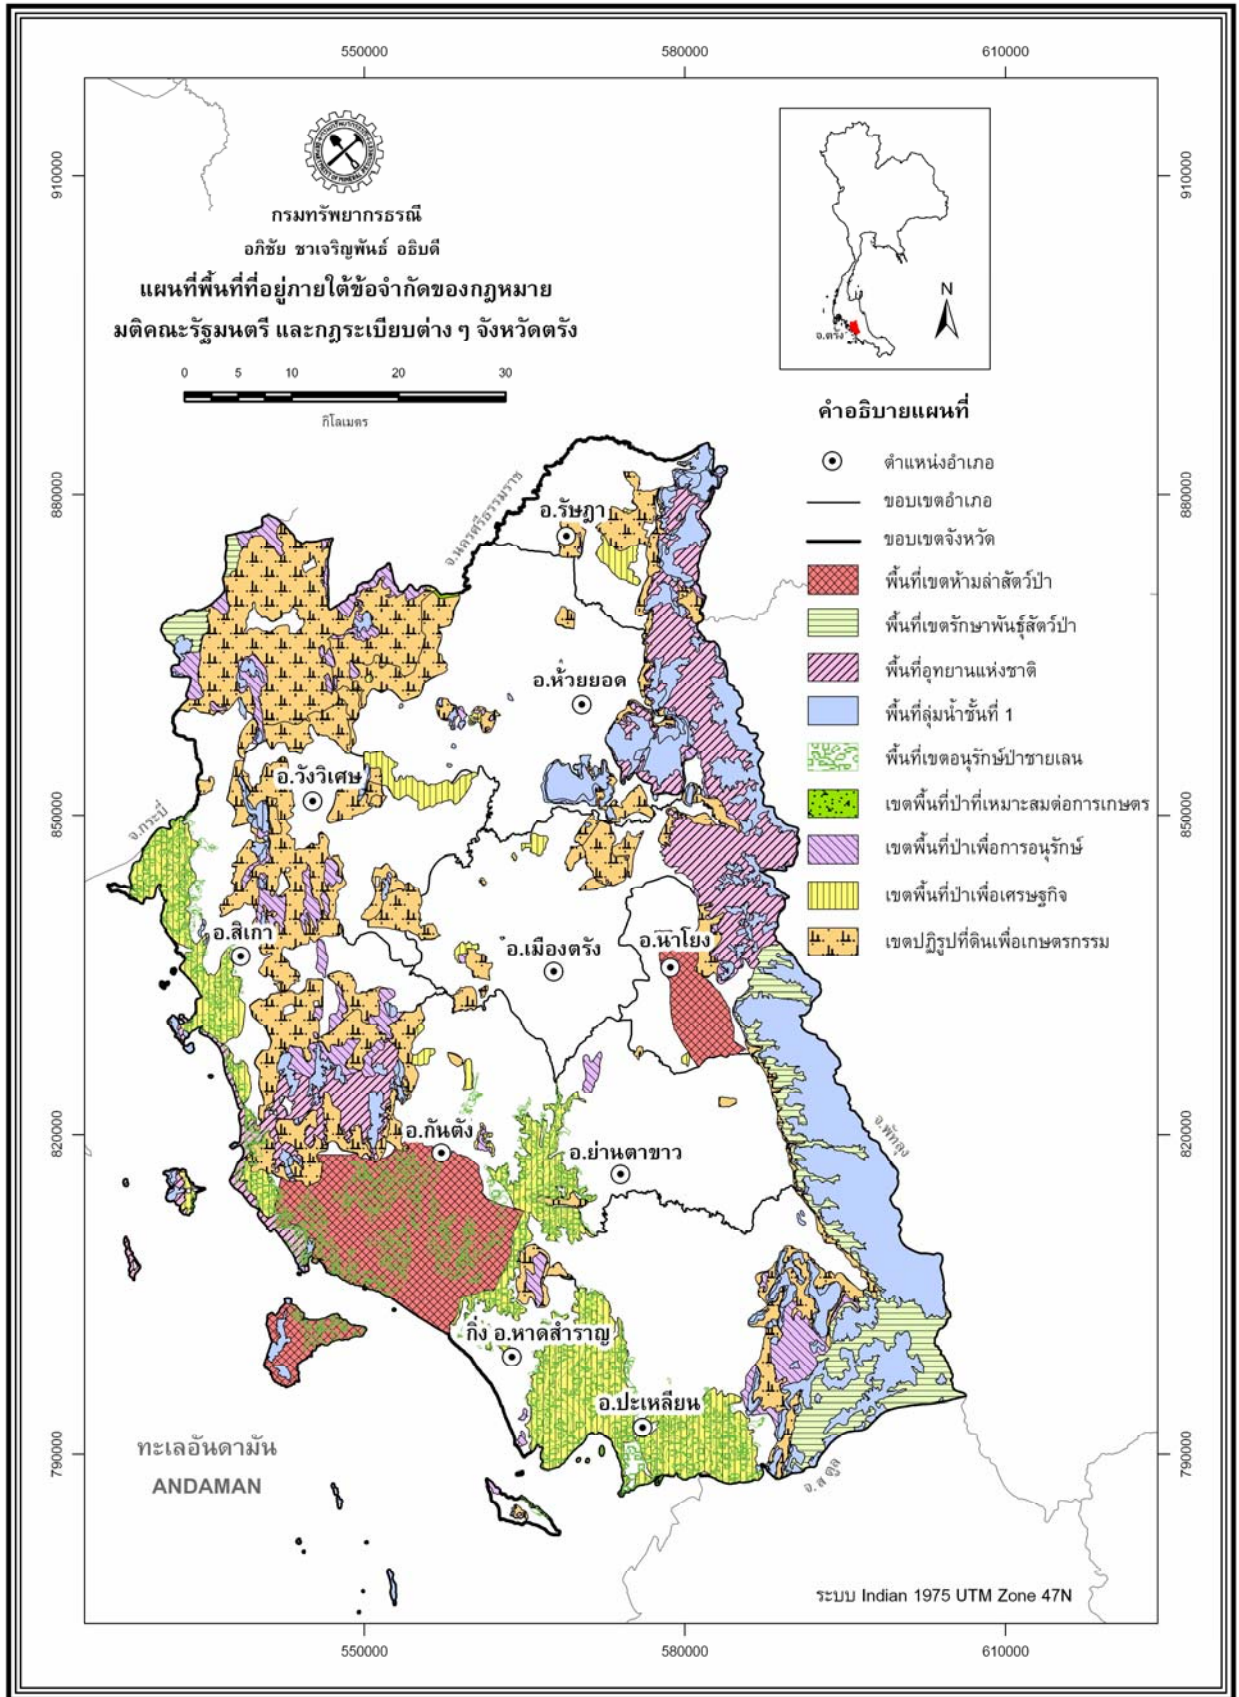 550000
580000
610000
910000
910000
กรมทรัพยากรธรณี
อภิชัย ชวเจริญพันธ์ อธิบดี
แผนที่พื้นที่ที่อยู่ภายใต้ข้อจำกัดของกฎหมาย
มติคณะรัฐมนตรี และกฎระเบียบต่าง ๆ จังหวัดตรัง
0 5 10 20 30
กิโลเมตร
N
จ.ตรัง
คำอธิบายแผนที่
ตำแหน่งอำเภอ
ขอบเขตอำเภอ
ขอบเขตจังหวัด
พื้นที่เขตห้ามล่าสัตว์ป่า
พื้นที่เขตรักษาพันธุ์สัตว์ป่า
พื้นที่อุทยานแห่งชาติ
พื้นที่ลุ่มน้ำชั้นที่ 1
พื้นที่เขตอนุรักษ์ป่าชายเลน
เขตพื้นที่ป่าที่เหมาะสมต่อการเกษตร
เขตพื้นที่ป่าเพื่อการอนุรักษ์
เขตพื้นที่ป่าเพื่อเศรษฐกิจ
เขตปฏิรูปที่ดินเพื่อเกษตรกรรม
880000
880000
จ.นครศรีธรรมราช
อ.รัษฎา
อ.ห้วยยอด
อ.วังวิเศษ
850000
850000
จ.กระบี่
อ.สิเกา
อ.เมืองตรัง
อ.นาโยง
820000
820000
จ.พัทลุง
อ.กันตัง
อ.ย่านตาขาว
กิ่ง อ.หาดสำราญ
อ.ปะเหลียน
790000
790000
ทะเลอันดามัน
ANDAMAN
จ.สตูล
ระบบ Indian 1975 UTM Zone 47N
550000
580000
610000